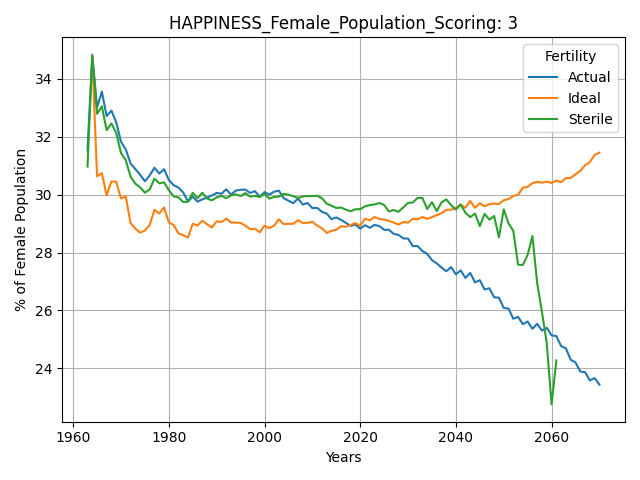 HAPPINESS_Female_Population_Scoring: 3
Fertility
Actual
Ideal
Sterile
% of Female Population
34
32
30
28
26
24
1960 1980 2000 2020 2040 2060
Years